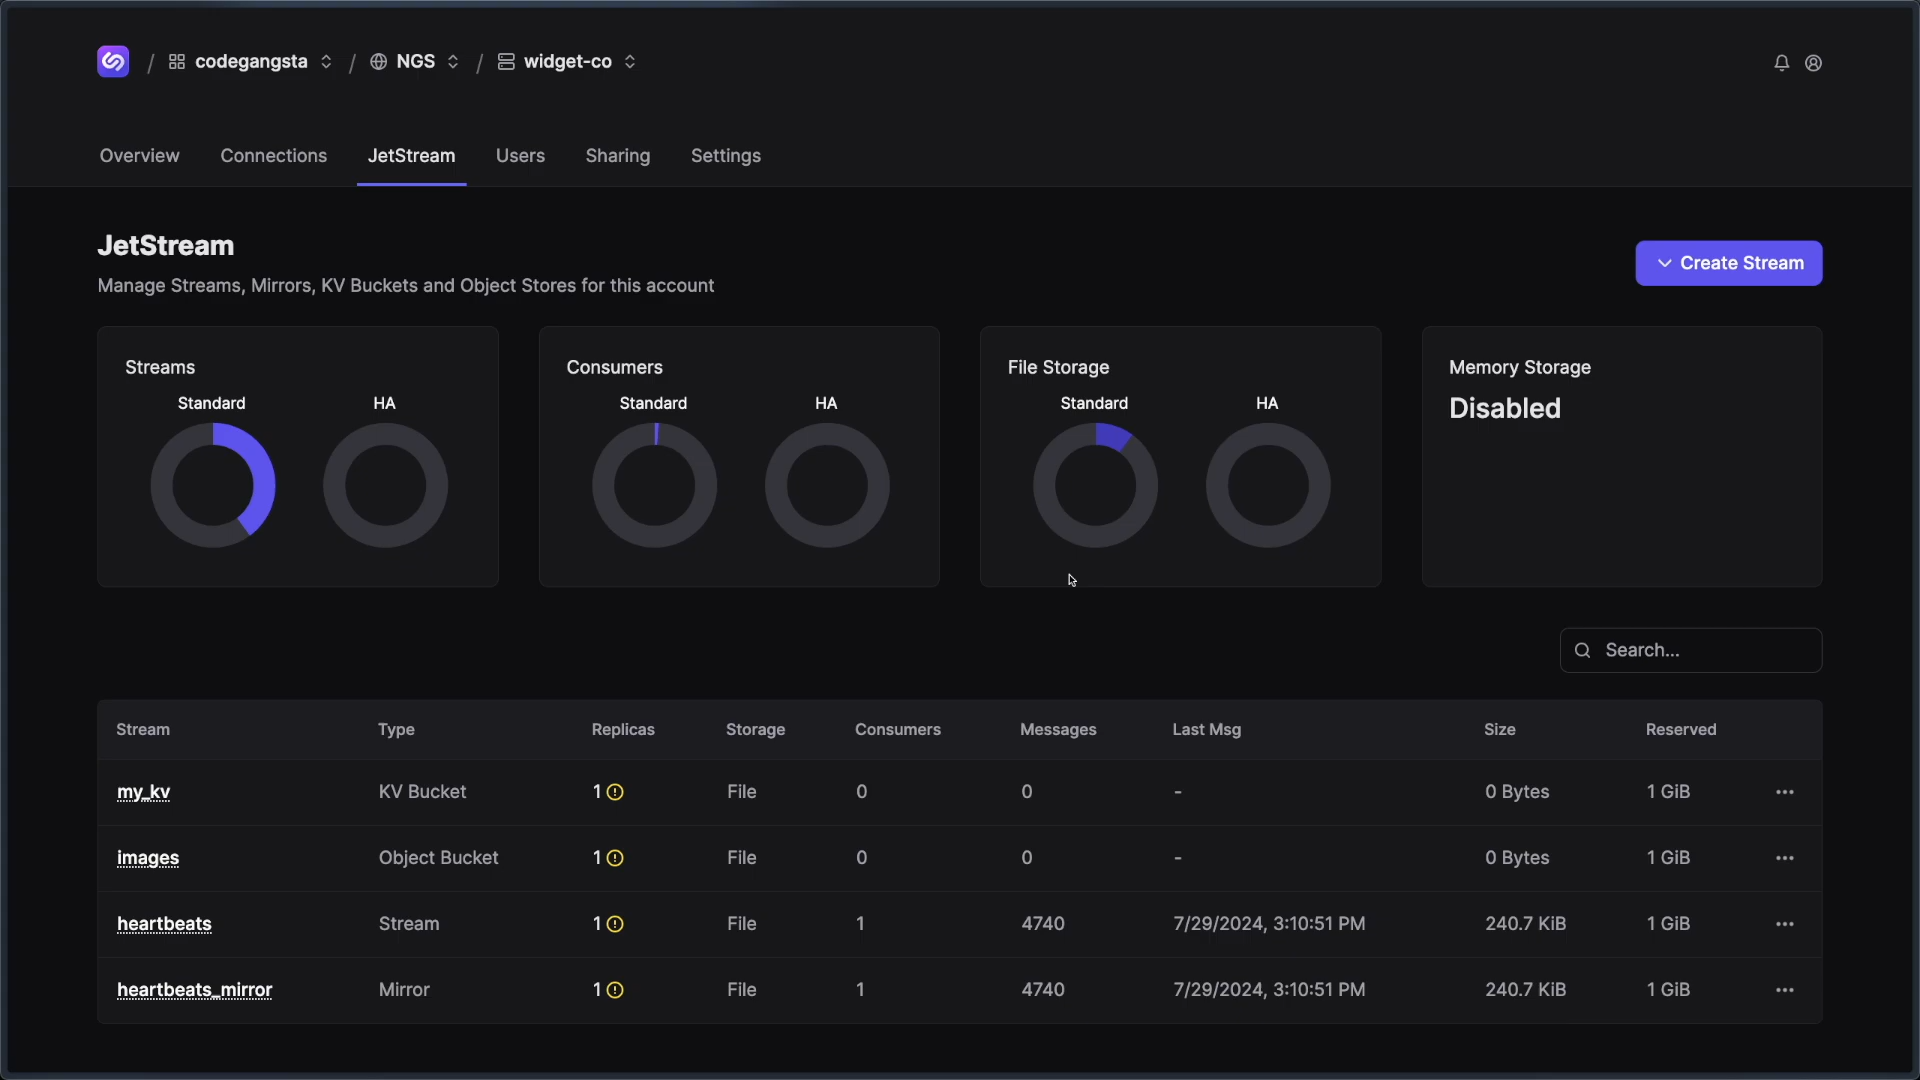 / codegangsta / NGS / widget-co
Overview Connections JetStream Users Sharing Settings
JetStream
Manage Streams, Mirrors, KV Buckets and Object Stores for this account
Create Stream
Streams
Standard HA
Consumers
Standard HA
File Storage
Standard HA
Memory Storage
Disabled
Search...
Stream Type Replicas Storage Consumers Messages Last Msg Size Reserved
my_kv KV Bucket 1 File 0 0 - 0 Bytes 1 GiB
images Object Bucket 1 File 0 0 - 0 Bytes 1 GiB
heartbeats Stream 1 File 1 4740 7/29/2024, 3:10:51 PM 240.7 KiB 1 GiB
heartbeats_mirror Mirror 1 File 1 4740 7/29/2024, 3:10:51 PM 240.7 KiB 1 GiB